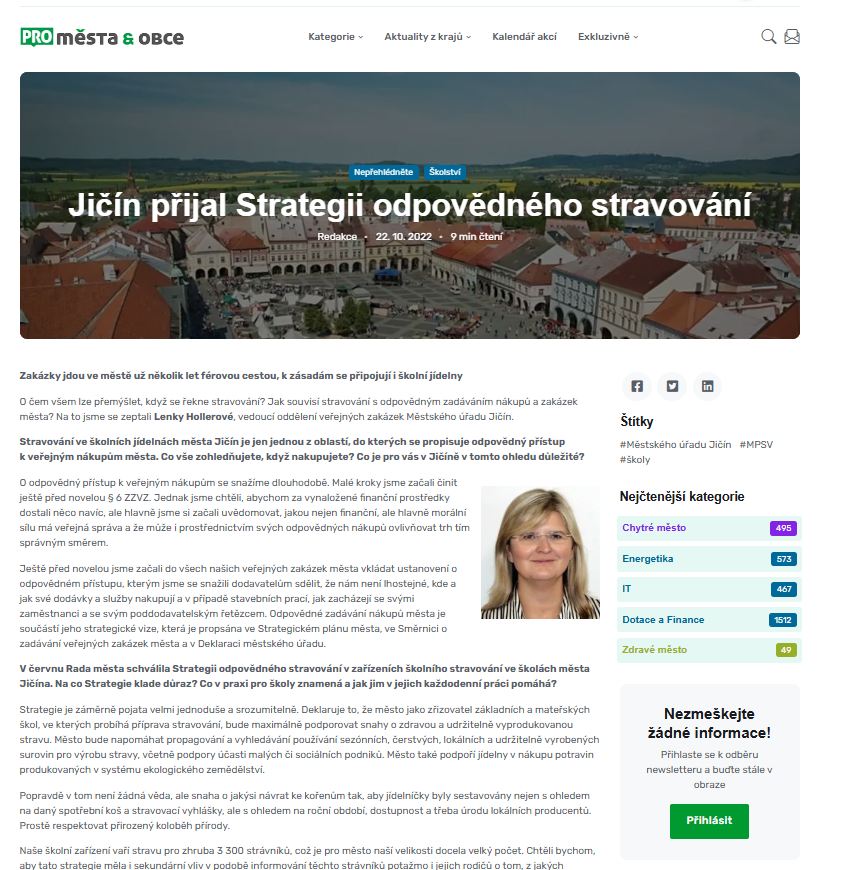 PRO města & obce
Kategorie
Aktuality z krajů
Kalendář akcí
Exkluzivně
Nepřehlédněte
Školství
Jičín přijal Strategii odpovědného stravování
Redakce • 22. 10. 2022 • 9 min čtení
Zakázky jdou ve městě už několik let férovou cestou, k zásadám se připojují i školní jídelny
O čem všem lze přemýšlet, když se řekne stravování? Jak souvisí stravování s odpovědným zadáváním nákupů a zakázek
města? Na to jsme se zeptali Lenky Hollerové, vedoucí oddělení veřejných zakázek Městského úřadu Jičín.
Stravování ve školních jídelnách města Jičín je jen jednou z oblastí, do kterých se propisuje odpovědný přístup
k veřejným nákupům města. Co vše zohledňujete, když nakupujete? Co je pro vás v Jičíně v tomto ohledu důležité?
O odpovědný přístup k veřejným nákupům se snažíme dlouhodobě. Malé kroky jsme začali činit
ještě před novelou § 6 ZZVZ. Jednak jsme chtěli, abychom za vynaložené finanční prostředky
dostali něco navíc, ale hlavně jsme si začali uvědomovat, jakou nejen finanční, ale hlavně morální
sílu má veřejná správa a že může i prostřednictvím svých odpovědných nákupů ovlivňovat trh tím
správným směrem.
Ještě před novelou jsme začali do všech našich veřejných zakázek města vkládat ustanovení o
odpovědném přístupu, kterým jsme se snažili dodavatelům sdělit, že nám není lhostejné, kde a
jak své dodávky a služby nakupují a v případě stavebních prací, jak zacházejí se svými
zaměstnanci a se svým poddodavatelským řetězcem. Odpovědné zadávání nákupů města je
součástí jeho strategické vize, která je propsána ve Strategickém plánu města, ve Směrnici o
zadávání veřejných zakázek města a v Deklaraci městského úřadu.
V červnu Rada města schválila Strategii odpovědného stravování v zařízeních školního stravování ve školách města
Jičína. Na co Strategie klade důraz? Co v praxi pro školy znamená a jak jim v jejich každodenní práci pomáhá?
Strategie je záměrně pojata velmi jednoduše a srozumitelně. Deklaruje to, že město jako zřizovatel základních a mateřských
škol, ve kterých probíhá příprava stravování, bude maximálně podporovat snahy o zdravou a udržitelně vyprodukovanou
stravu. Město bude napomáhat propagování a vyhledávání používání sezónních, čerstvých, lokálních a udržitelně vyrobených
surovin pro výrobu stravy, včetně podpory účasti malých či sociálních podniků. Město také podpoří jídelny v nákupu potravin
produkovaných v systému ekologického zemědělství.
Popravdě v tom není žádná věda, ale snaha o jakýsi návrat ke kořenům tak, aby jídelníčky byly sestavovány nejen s ohledem
na daný spotřební koš a stravovací vyhlášky, ale s ohledem na roční období, dostupnost a třeba úrodu lokálních producentů.
Prostě respektovat přirozený koloběh přírody.
Naše školní zařízení vaří stravu pro zhruba 3 300 strávníků, což je pro město naší velikosti docela velký počet. Chtěli bychom,
aby tato strategie měla i sekundární vliv v podobě informování těchto strávníků potažmo i jejich rodičů o tom, z jakých
Štítky
#Městského úřadu Jičín #MPSV
#školy
Nejčtenější kategorie
Chytré město 495
Energetika 573
IT 467
Dotace a Finance 1512
Zdravé město 49
Nezmeškejte
žádné informace!
Přihlaste se k odběru
newsletteru a buďte stále v
obraze
Přihlásit